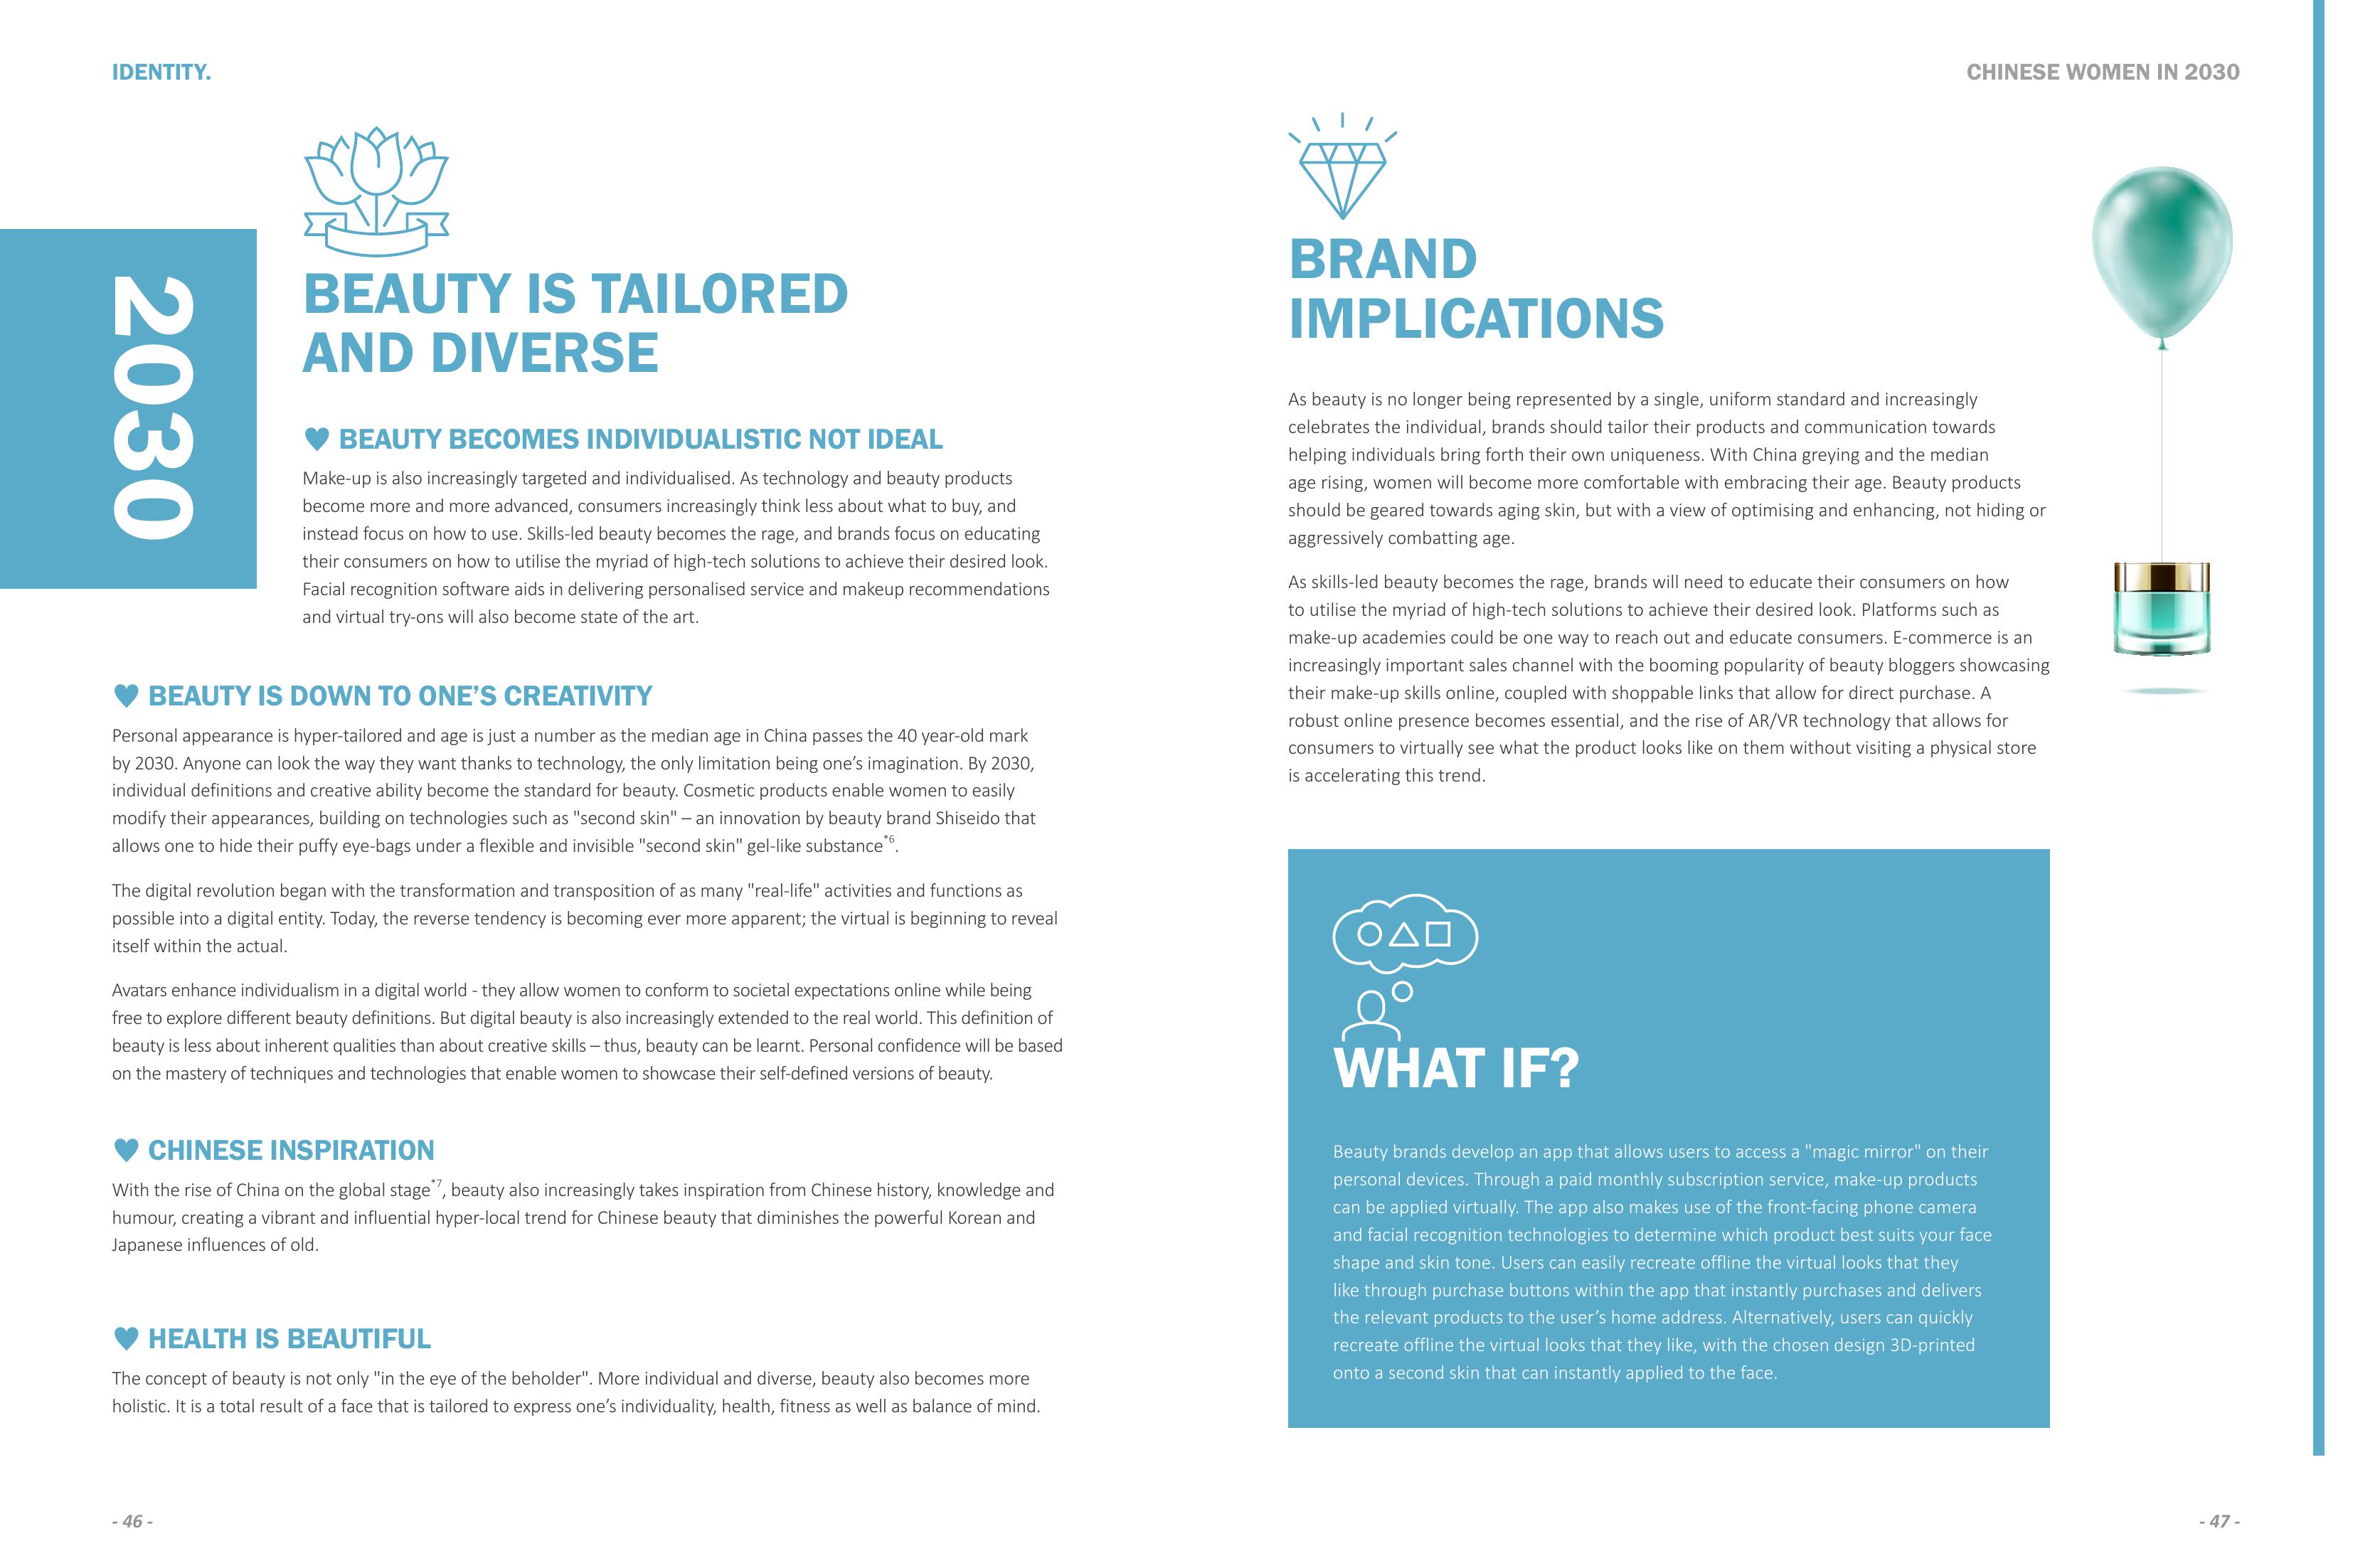 IDENTITY.
2030
BEAUTY IS TAILORED
AND DIVERSE
BEAUTY BECOMES INDIVIDUALISTIC NOT IDEAL
Make-up is also increasingly targeted and individualised. As technology and beauty products
become more and more advanced, consumers increasingly think less about what to buy, and
instead focus on how to use. Skills-led beauty becomes the rage, and brands focus on educating
their consumers on how to utilise the myriad of high-tech solutions to achieve their desired look.
Facial recognition software aids in delivering personalised service and makeup recommendations
and virtual try-ons will also become state of the art.
BEAUTY IS DOWN TO ONE’S CREATIVITY
Personal appearance is hyper-tailored and age is just a number as the median age in China passes the 40 year-old mark
by 2030. Anyone can look the way they want thanks to technology, the only limitation being one’s imagination. By 2030,
individual definitions and creative ability become the standard for beauty. Cosmetic products enable women to easily
modify their appearances, building on technologies such as "second skin" – an innovation by beauty brand Shiseido that
allows one to hide their puffy eye-bags under a flexible and invisible "second skin" gel-like substance*6.
The digital revolution began with the transformation and transposition of as many "real-life" activities and functions as
possible into a digital entity. Today, the reverse tendency is becoming ever more apparent; the virtual is beginning to reveal
itself within the actual.
Avatars enhance individualism in a digital world - they allow women to conform to societal expectations online while being
free to explore different beauty definitions. But digital beauty is also increasingly extended to the real world. This definition of
beauty is less about inherent qualities than about creative skills – thus, beauty can be learnt. Personal confidence will be based
on the mastery of techniques and technologies that enable women to showcase their self-defined versions of beauty.
CHINESE INSPIRATION
With the rise of China on the global stage*7, beauty also increasingly takes inspiration from Chinese history, knowledge and
humour, creating a vibrant and influential hyper-local trend for Chinese beauty that diminishes the powerful Korean and
Japanese influences of old.
HEALTH IS BEAUTIFUL
The concept of beauty is not only "in the eye of the beholder". More individual and diverse, beauty also becomes more
holistic. It is a total result of a face that is tailored to express one’s individuality, health, fitness as well as balance of mind.
- 46 -
CHINESE WOMEN IN 2030
BRAND
IMPLICATIONS
As beauty is no longer being represented by a single, uniform standard and increasingly
celebrates the individual, brands should tailor their products and communication towards
helping individuals bring forth their own uniqueness. With China greying and the median
age rising, women will become more comfortable with embracing their age. Beauty products
should be geared towards aging skin, but with a view of optimising and enhancing, not hiding or
aggressively combatting age.
As skills-led beauty becomes the rage, brands will need to educate their consumers on how
to utilise the myriad of high-tech solutions to achieve their desired look. Platforms such as
make-up academies could be one way to reach out and educate consumers. E-commerce is an
increasingly important sales channel with the booming popularity of beauty bloggers showcasing
their make-up skills online, coupled with shoppable links that allow for direct purchase. A
robust online presence becomes essential, and the rise of AR/VR technology that allows for
consumers to virtually see what the product looks like on them without visiting a physical store
is accelerating this trend.
WHAT IF?
Beauty brands develop an app that allows users to access a "magic mirror" on their
personal devices. Through a paid monthly subscription service, make-up products
can be applied virtually. The app also makes use of the front-facing phone camera
and facial recognition technologies to determine which product best suits your face
shape and skin tone. Users can easily recreate offline the virtual looks that they
like through purchase buttons within the app that instantly purchases and delivers
the relevant products to the user’s home address. Alternatively, users can quickly
recreate offline the virtual looks that they like, with the chosen design 3D-printed
onto a second skin that can instantly applied to the face.
- 47 -